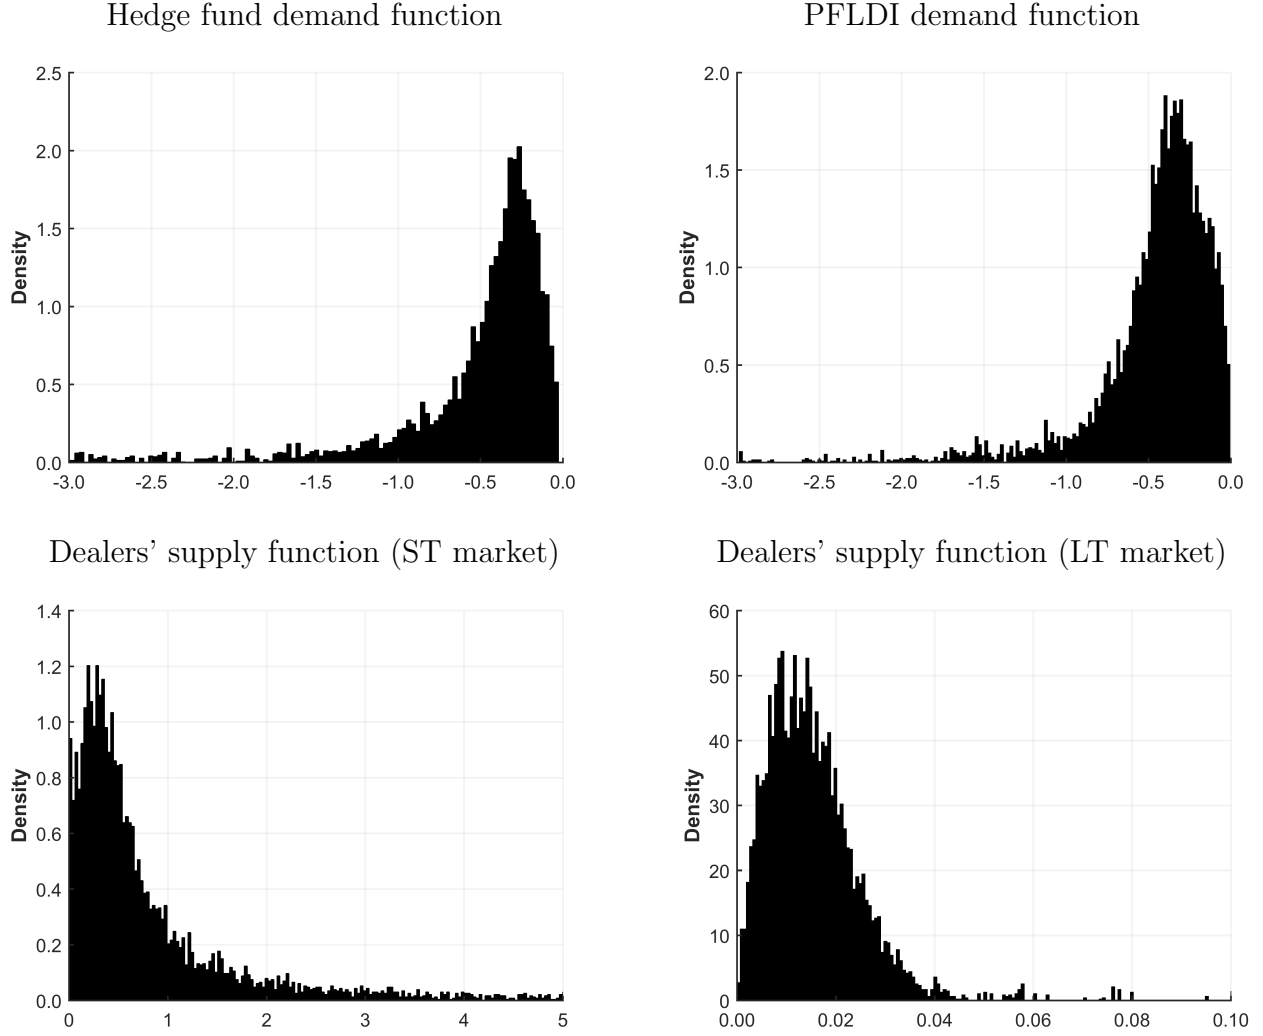 Hedge fund demand function
2.5
2.0
1.5
1.0
0.5
0.0
Density
-3.0 -2.5 -2.0 -1.5 -1.0 -0.5 0.0
PFLDI demand function
2.0
1.5
1.0
0.5
0.0
Density
-3.0 -2.5 -2.0 -1.5 -1.0 -0.5 0.0
Dealers' supply function (ST market)
1.4
1.2
1.0
0.8
0.6
0.4
0.2
0.0
Density
0 1 2 3 4 5
Dealers' supply function (LT market)
60
50
40
30
20
10
0
Density
0.00 0.02 0.04 0.06 0.08 0.10